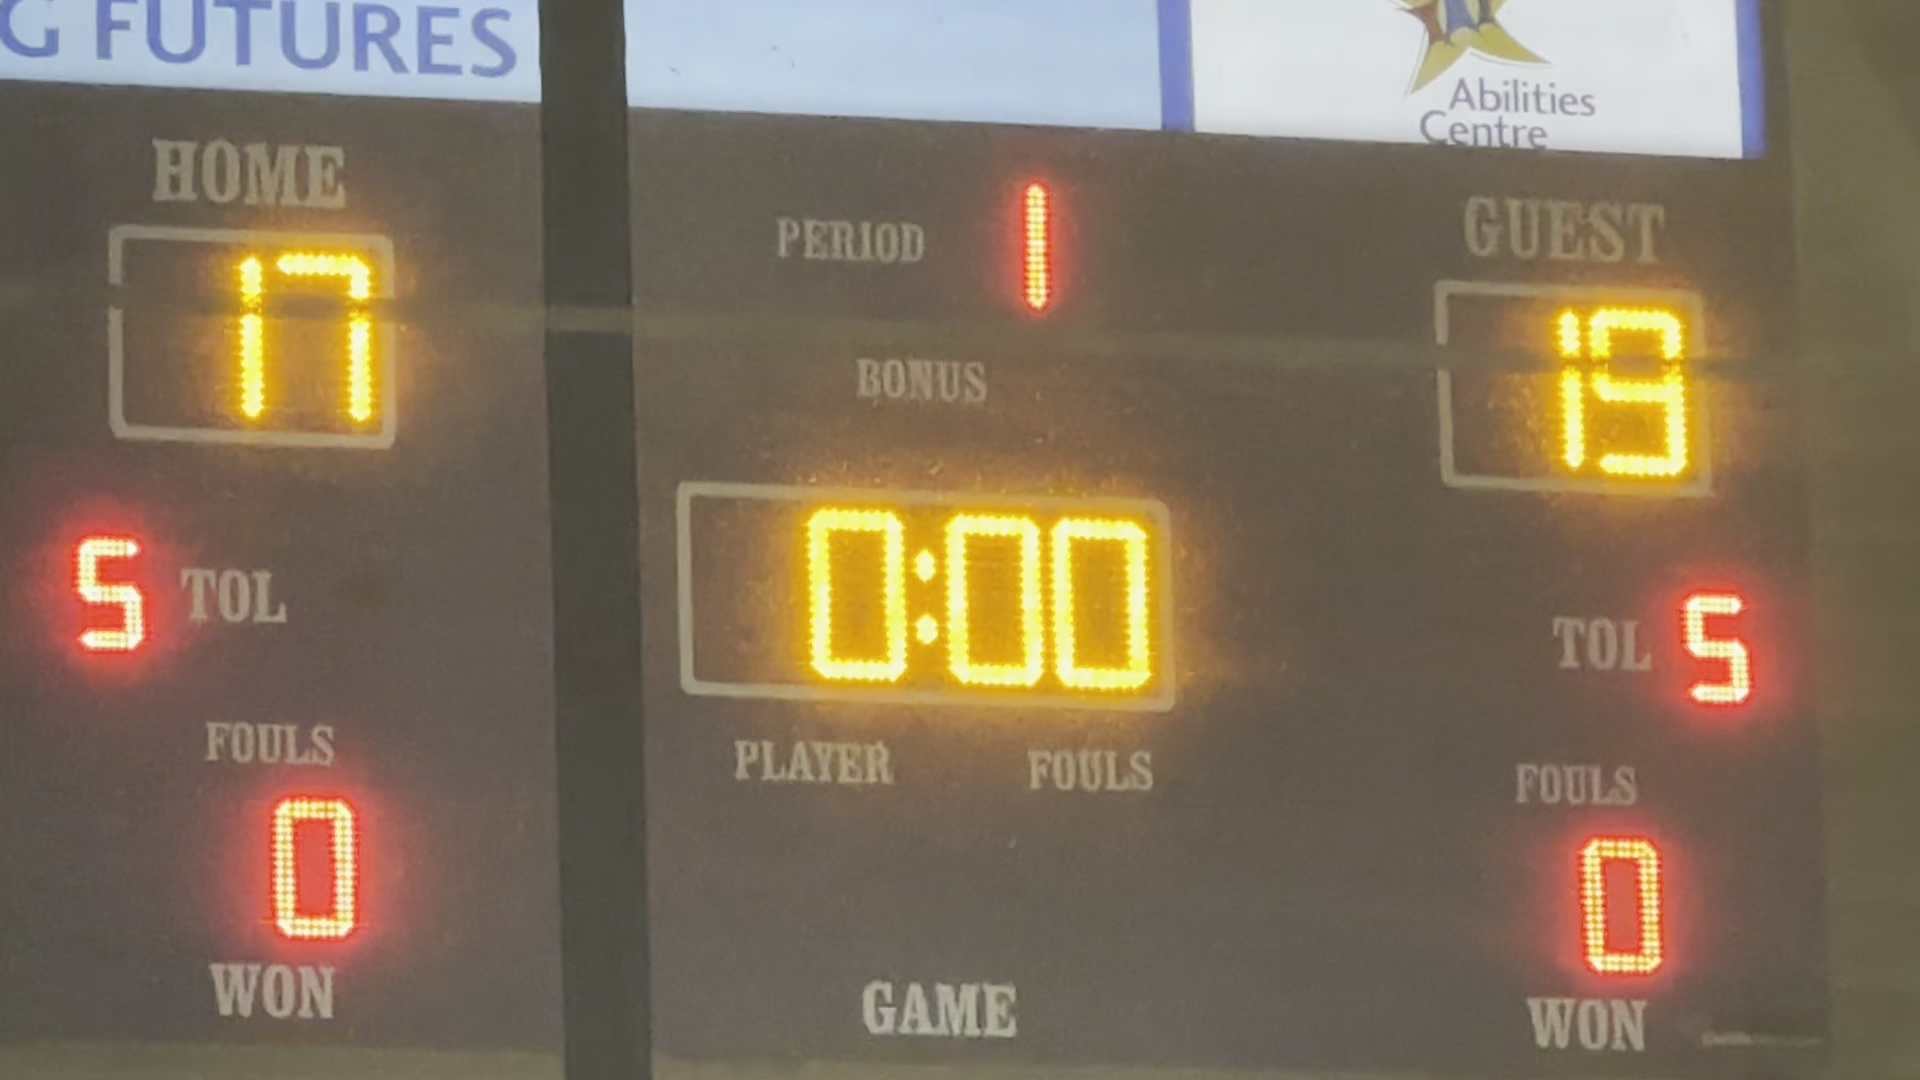 G FUTURES
Abilities
Centre
HOME
PERIOD 1
GUEST
17
19
BONUS
0:00
5 TOL
TOL 5
FOULS
PLAYER FOULS
FOULS
0
0
WON
GAME
WON